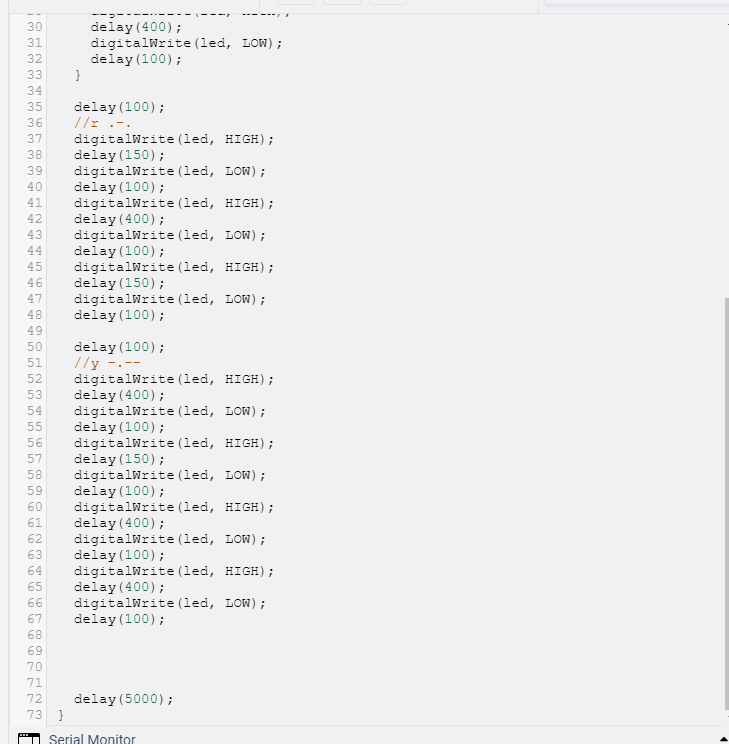 30 delay(400);
31 digitalWrite(led, LOW);
32 delay(100);
33 }
34
35 delay(100);
36 //r .-.
37 digitalWrite(led, HIGH);
38 delay(150);
39 digitalWrite(led, LOW);
40 delay(100);
41 digitalWrite(led, HIGH);
42 delay(400);
43 digitalWrite(led, LOW);
44 delay(100);
45 digitalWrite(led, HIGH);
46 delay(150);
47 digitalWrite(led, LOW);
48 delay(100);
49
50 delay(100);
51 //y -.--
52 digitalWrite(led, HIGH);
53 delay(400);
54 digitalWrite(led, LOW);
55 delay(100);
56 digitalWrite(led, HIGH);
57 delay(150);
58 digitalWrite(led, LOW);
59 delay(100);
60 digitalWrite(led, HIGH);
61 delay(400);
62 digitalWrite(led, LOW);
63 delay(100);
64 digitalWrite(led, HIGH);
65 delay(400);
66 digitalWrite(led, LOW);
67 delay(100);
68
69
70
71
72 delay(5000);
73 }
Serial Monitor